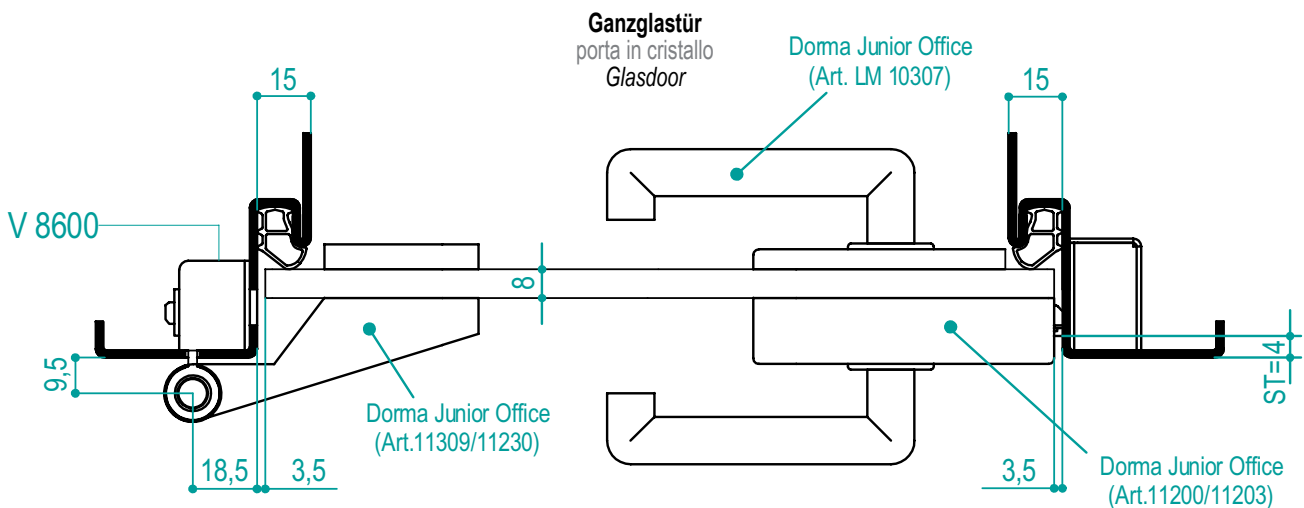 Ganzglastür
porta in cristallo
Glasdoor
Dorma Junior Office
(Art. LM 10307)
15
15
V 8600
8
9,5
ST= 4
Dorma Junior Office
(Art.11309/11230)
18,5
3,5
3,5
Dorma Junior Office
(Art.11200/11203)